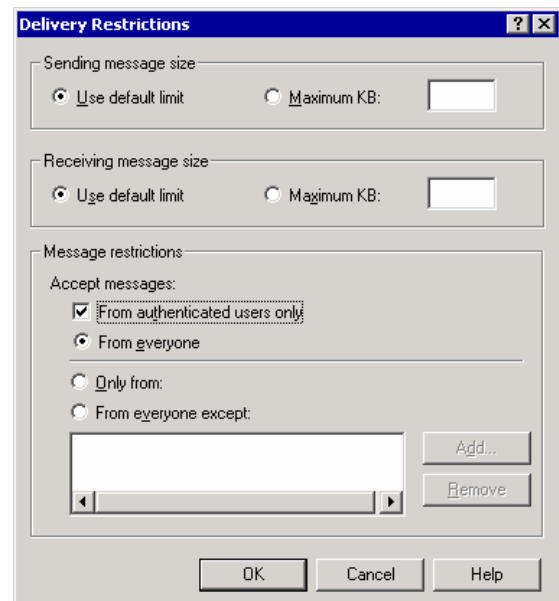 Delivery Restrictions
Sending message size
Use default limit
Maximum KB:
Receiving message size
Use default limit
Maximum KB:
Message restrictions
Accept messages:
From authenticated users only
From everyone
Only from:
From everyone except:
Add...
Remove
OK Cancel Help